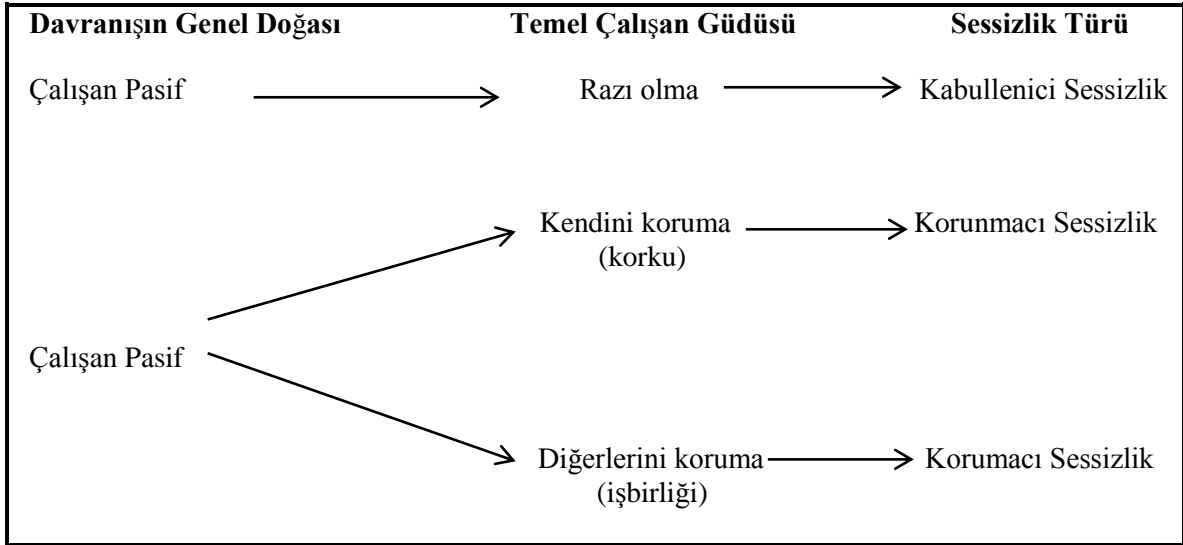 Davranışın Genel Doğası Temel Çalışan Güdüsü Sessizlik Türü
Çalışan Pasif Razı olma Kabullenici Sessizlik
Kendini koruma Korunmacı Sessizlik
(korku)
Çalışan Pasif
Diğerlerini koruma Korumacı Sessizlik
(işbirliği)